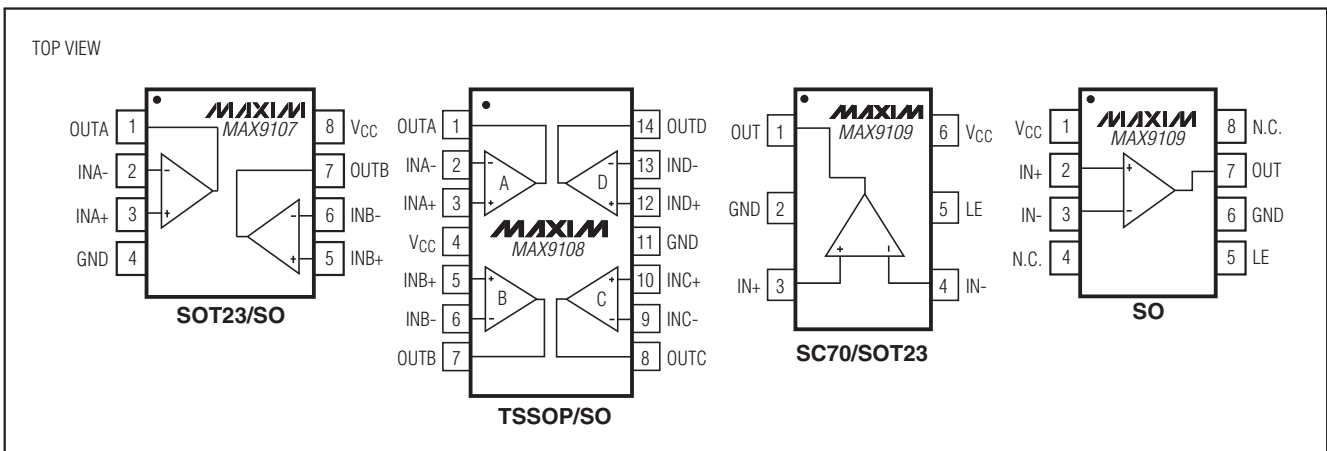 TOP VIEW
MAXIM
MAX9107
OUTA 1
INA- 2
INA+ 3
GND 4
8 VCC
7 OUTB
6 INB-
5 INB+
- +
- +
SOT23/SO
MAXIM
MAX9108
OUTA 1
INA- 2
INA+ 3
VCC 4
INB+ 5
INB- 6
OUTB 7
14 OUTD
13 IND-
12 IND+
11 GND
10 INC+
9 INC-
8 OUTC
- A +
- D +
+ B -
+ C -
TSSOP/SO
MAXIM
MAX9109
OUT 1
GND 2
IN+ 3
6 VCC
5 LE
4 IN-
+ -
SC70/SOT23
MAXIM
MAX9109
VCC 1
IN+ 2
IN- 3
N.C. 4
8 N.C.
7 OUT
6 GND
5 LE
+ -
SO